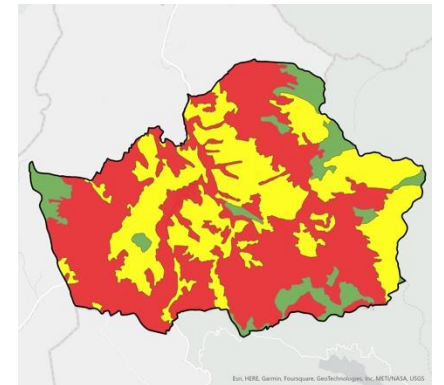 Esri, HERE, Garmin, Foursquare, GeoTechnologies, Inc, METI/NASA, USGS